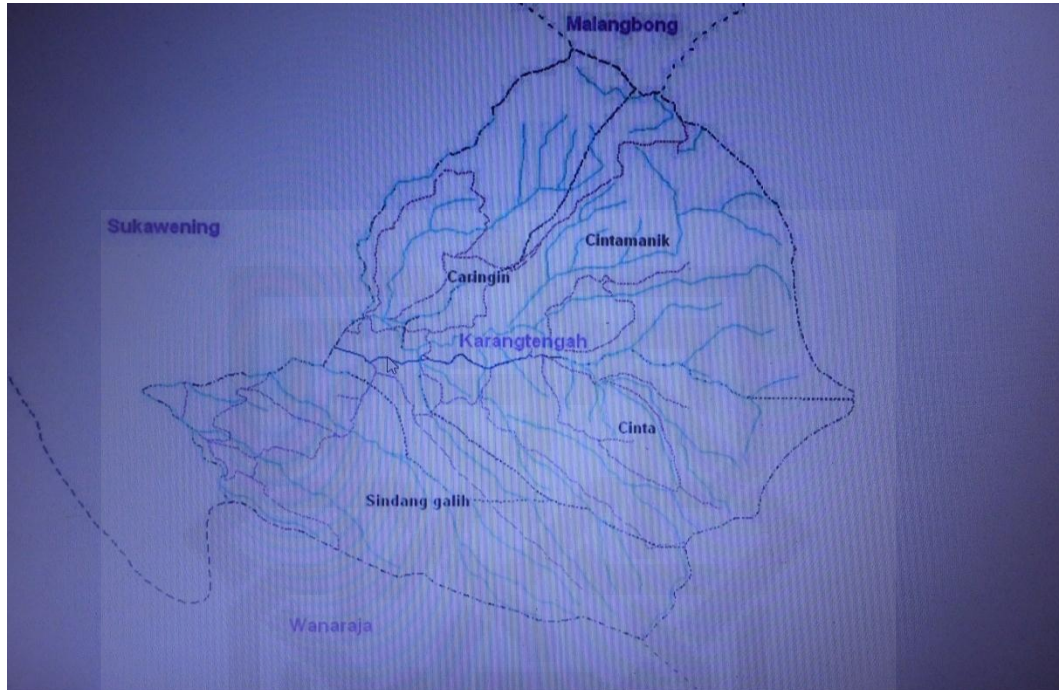 Malangbong
Sukawening
Cintamanik
Caringin
Karangtengah
Cinta
Sindang galih
Wanaraja